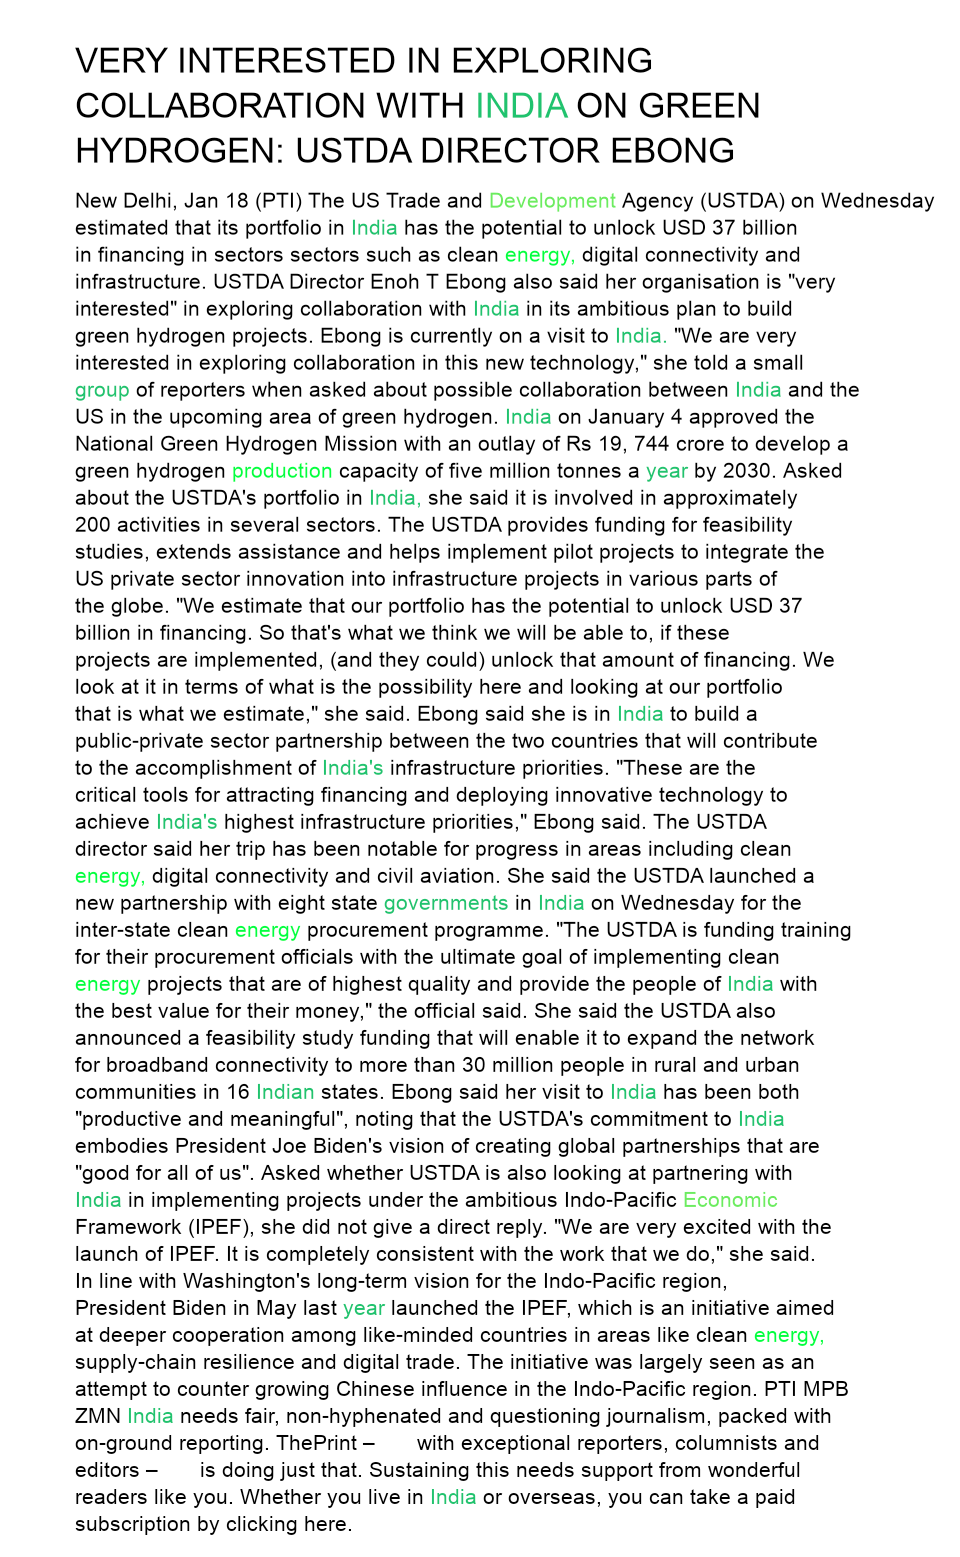 VERY INTERESTED IN EXPLORING
COLLABORATION WITH INDIA ON GREEN
HYDROGEN: USTDA DIRECTOR EBONG
New Delhi, Jan 18 (PTI) The US Trade and Development Agency (USTDA) on Wednesday
estimated that its portfolio in India has the potential to unlock USD 37 billion
in financing in sectors sectors such as clean energy, digital connectivity and
infrastructure. USTDA Director Enoh T Ebong also said her organisation is "very
interested" in exploring collaboration with India in its ambitious plan to build
green hydrogen projects. Ebong is currently on a visit to India. "We are very
interested in exploring collaboration in this new technology," she told a small
group of reporters when asked about possible collaboration between India and the
US in the upcoming area of green hydrogen. India on January 4 approved the
National Green Hydrogen Mission with an outlay of Rs 19, 744 crore to develop a
green hydrogen production capacity of five million tonnes a year by 2030. Asked
about the USTDA's portfolio in India, she said it is involved in approximately
200 activities in several sectors. The USTDA provides funding for feasibility
studies, extends assistance and helps implement pilot projects to integrate the
US private sector innovation into infrastructure projects in various parts of
the globe. "We estimate that our portfolio has the potential to unlock USD 37
billion in financing. So that's what we think we will be able to, if these
projects are implemented, (and they could) unlock that amount of financing. We
look at it in terms of what is the possibility here and looking at our portfolio
that is what we estimate," she said. Ebong said she is in India to build a
public-private sector partnership between the two countries that will contribute
to the accomplishment of India's infrastructure priorities. "These are the
critical tools for attracting financing and deploying innovative technology to
achieve India's highest infrastructure priorities," Ebong said. The USTDA
director said her trip has been notable for progress in areas including clean
energy, digital connectivity and civil aviation. She said the USTDA launched a
new partnership with eight state governments in India on Wednesday for the
inter-state clean energy procurement programme. "The USTDA is funding training
for their procurement officials with the ultimate goal of implementing clean
energy projects that are of highest quality and provide the people of India with
the best value for their money," the official said. She said the USTDA also
announced a feasibility study funding that will enable it to expand the network
for broadband connectivity to more than 30 million people in rural and urban
communities in 16 Indian states. Ebong said her visit to India has been both
"productive and meaningful", noting that the USTDA's commitment to India
embodies President Joe Biden's vision of creating global partnerships that are
"good for all of us". Asked whether USTDA is also looking at partnering with
India in implementing projects under the ambitious Indo-Pacific Economic
Framework (IPEF), she did not give a direct reply. "We are very excited with the
launch of IPEF. It is completely consistent with the work that we do," she said.
In line with Washington's long-term vision for the Indo-Pacific region,
President Biden in May last year launched the IPEF, which is an initiative aimed
at deeper cooperation among like-minded countries in areas like clean energy,
supply-chain resilience and digital trade. The initiative was largely seen as an
attempt to counter growing Chinese influence in the Indo-Pacific region. PTI MPB
ZMN India needs fair, non-hyphenated and questioning journalism, packed with
on-ground reporting. ThePrint – with exceptional reporters, columnists and
editors – is doing just that. Sustaining this needs support from wonderful
readers like you. Whether you live in India or overseas, you can take a paid
subscription by clicking here.